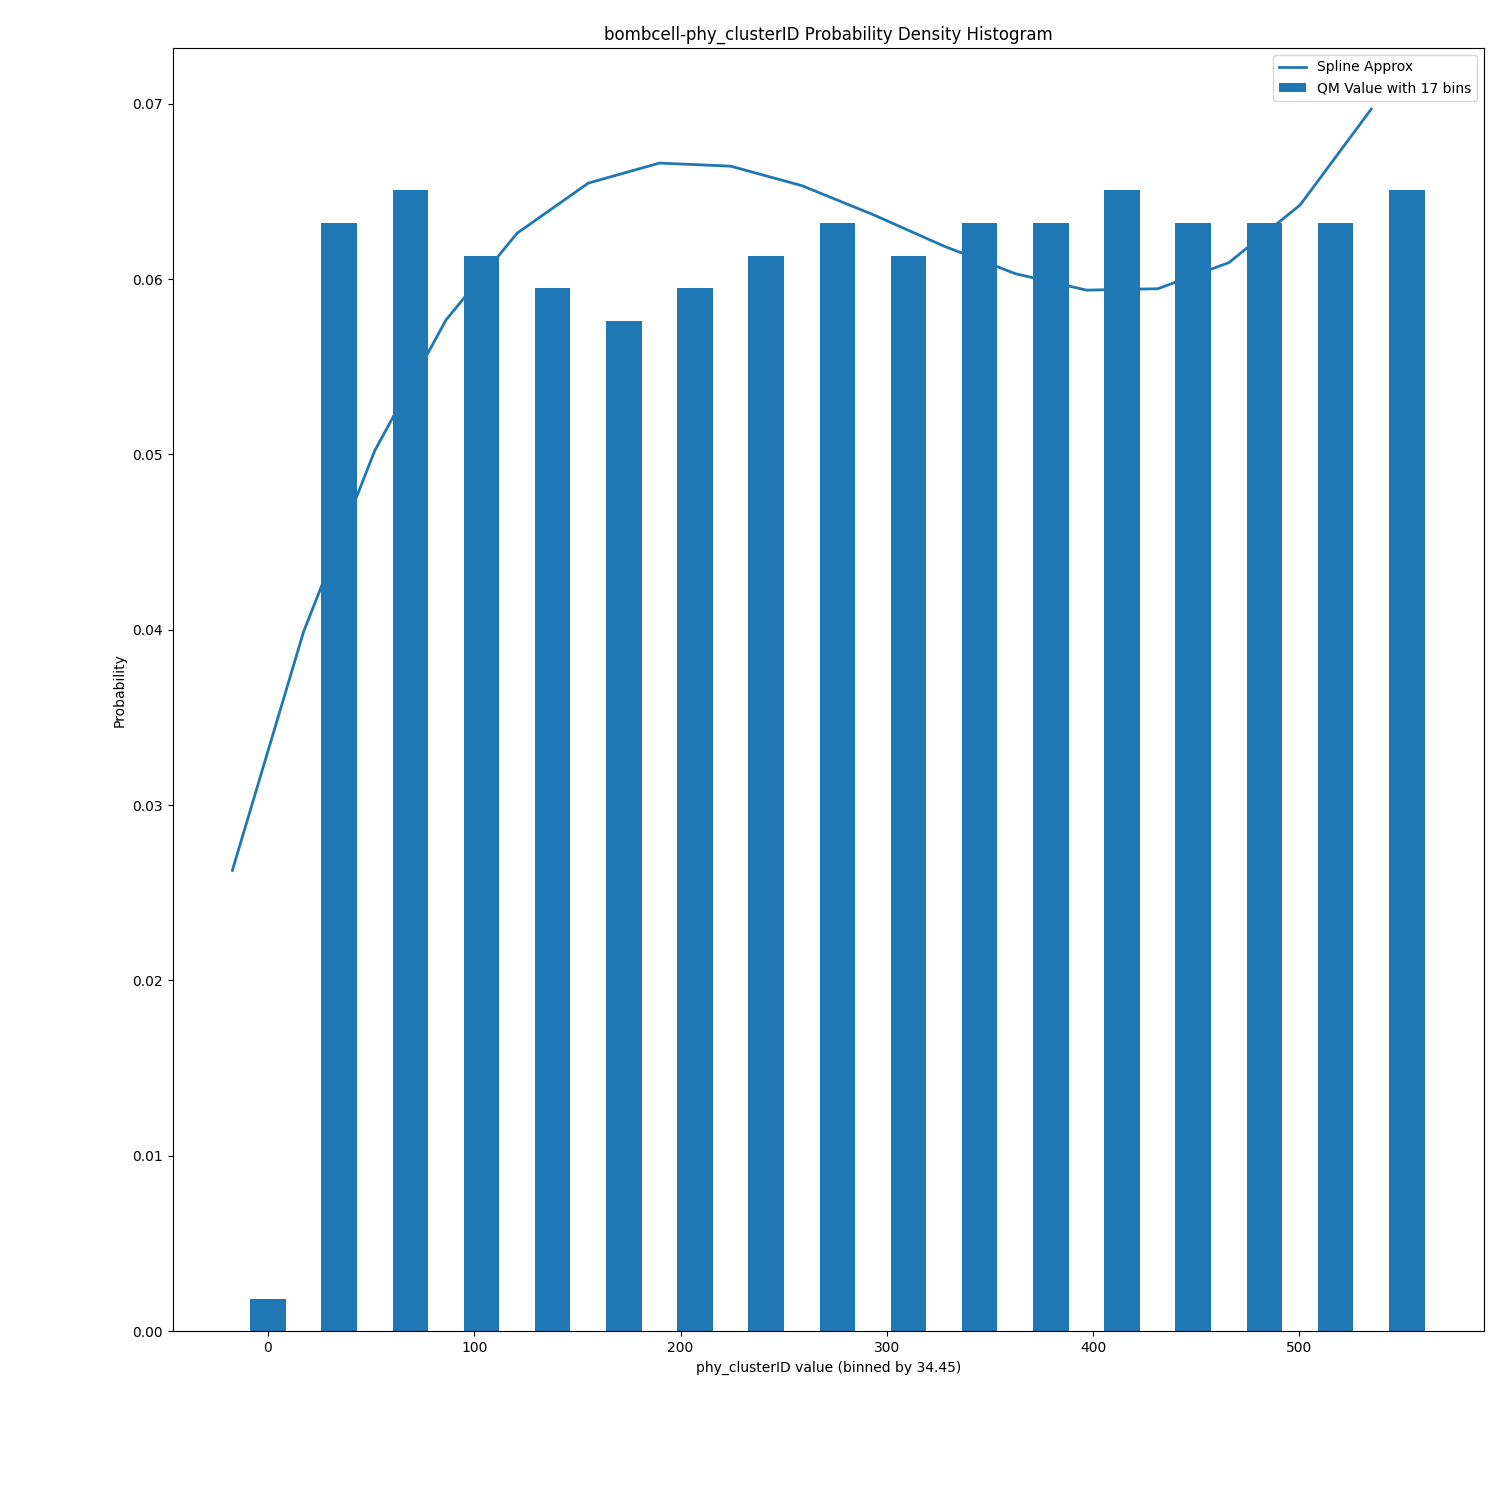 bombcell-phy_clusterID Probability Density Histogram
Spline Approx
QM Value with 17 bins
0.07
0.06
0.05
0.04
0.03
0.02
0.01
0.00
Probability
0 100 200 300 400 500
phy_clusterID value (binned by 34.45)